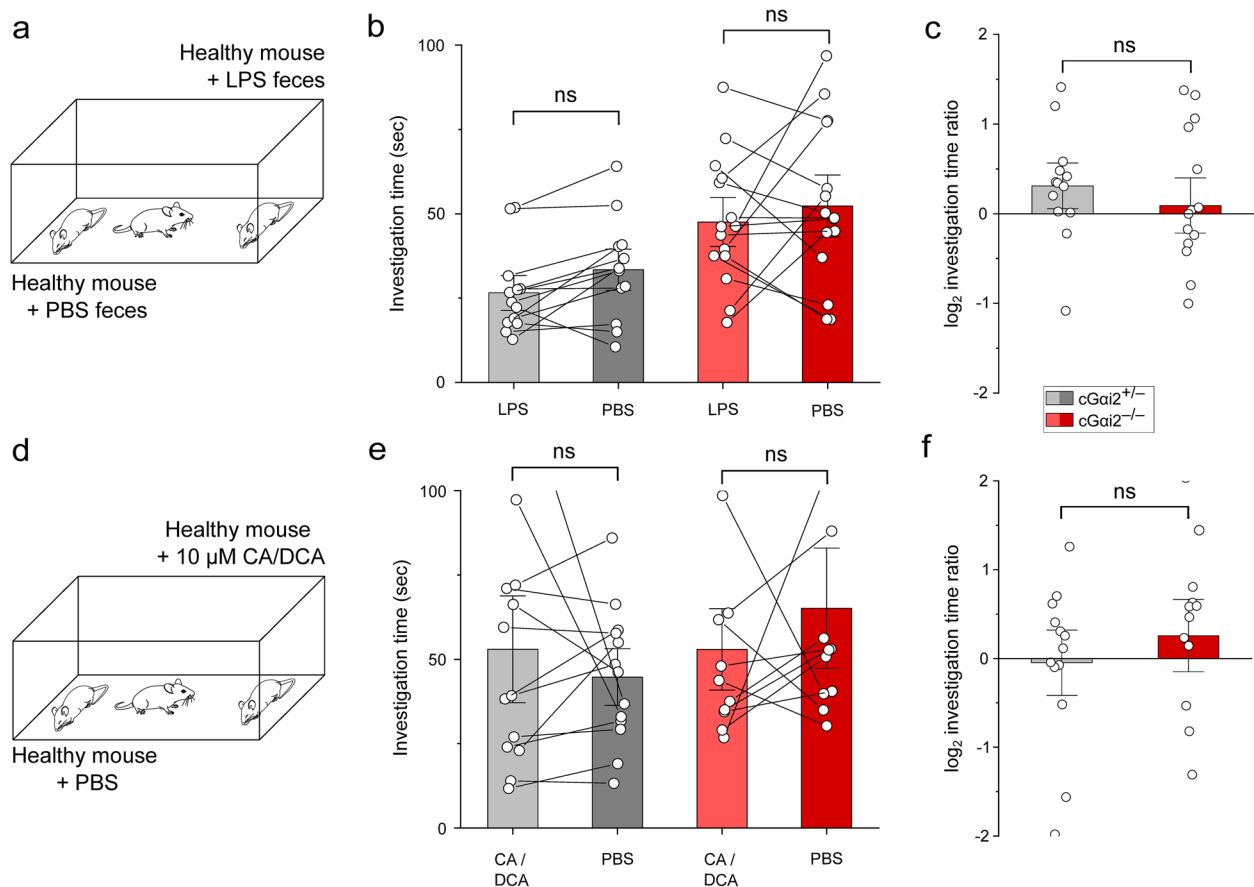 a
Healthy mouse
+ LPS feces
Healthy mouse
+ PBS feces
b
Investigation time (sec)
100
50
0
ns
ns
LPS
PBS
LPS
PBS
c
log₂ investigation time ratio
2
1
0
-1
-2
ns
cGαi2+/–
cGαi2–/–
d
Healthy mouse
+ 10 µM CA/DCA
Healthy mouse
+ PBS
e
Investigation time (sec)
100
50
0
ns
ns
CA /
DCA
PBS
CA /
DCA
PBS
f
log₂ investigation time ratio
2
1
0
-1
-2
ns